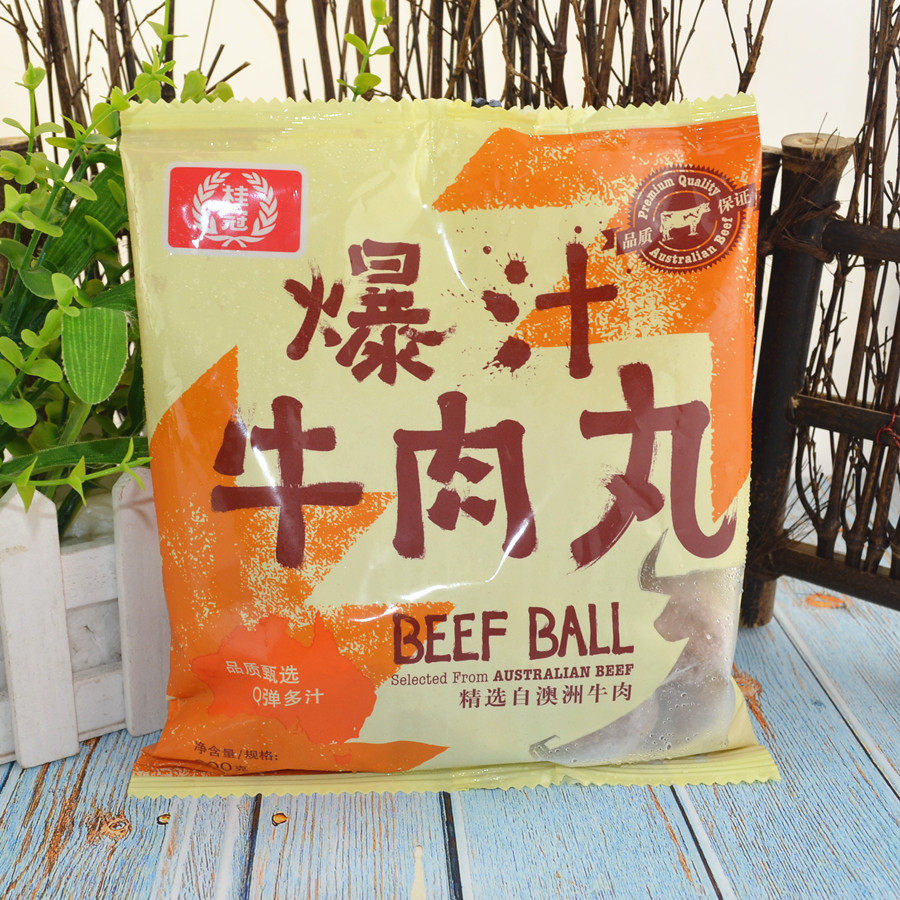 桂冠
Premium Quality
品质 保证
Australian Beef
爆汁
牛肉丸
BEEF BALL
Selected From AUSTRALIAN BEEF
精选自澳洲牛肉
品质甄选
Q弹多汁
净含量/规格: